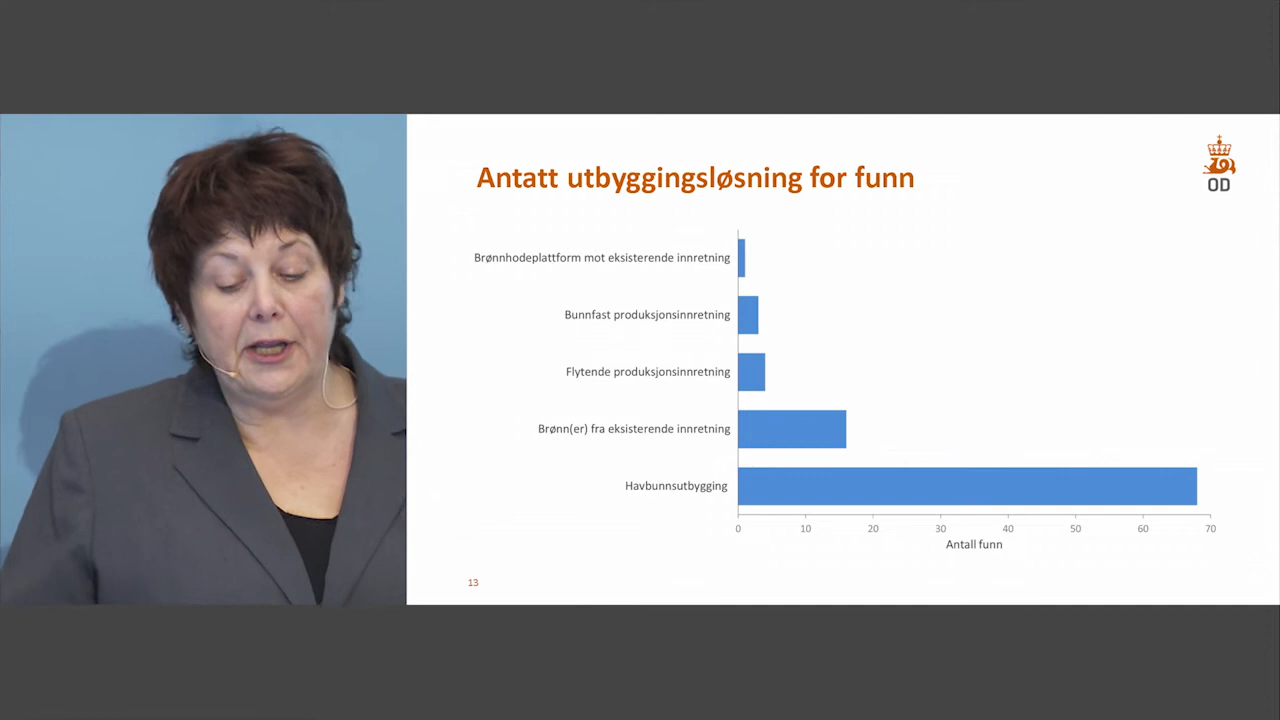 Antatt utbyggingsløsning for funn
OD
Brønnhodeplattform mot eksisterende innretning
Bunnfast produksjonsinnretning
Flytende produksjonsinnretning
Brønn(er) fra eksisterende innretning
Havbunnsutbygging
0 10 20 30 40 50 60 70
Antall funn
13